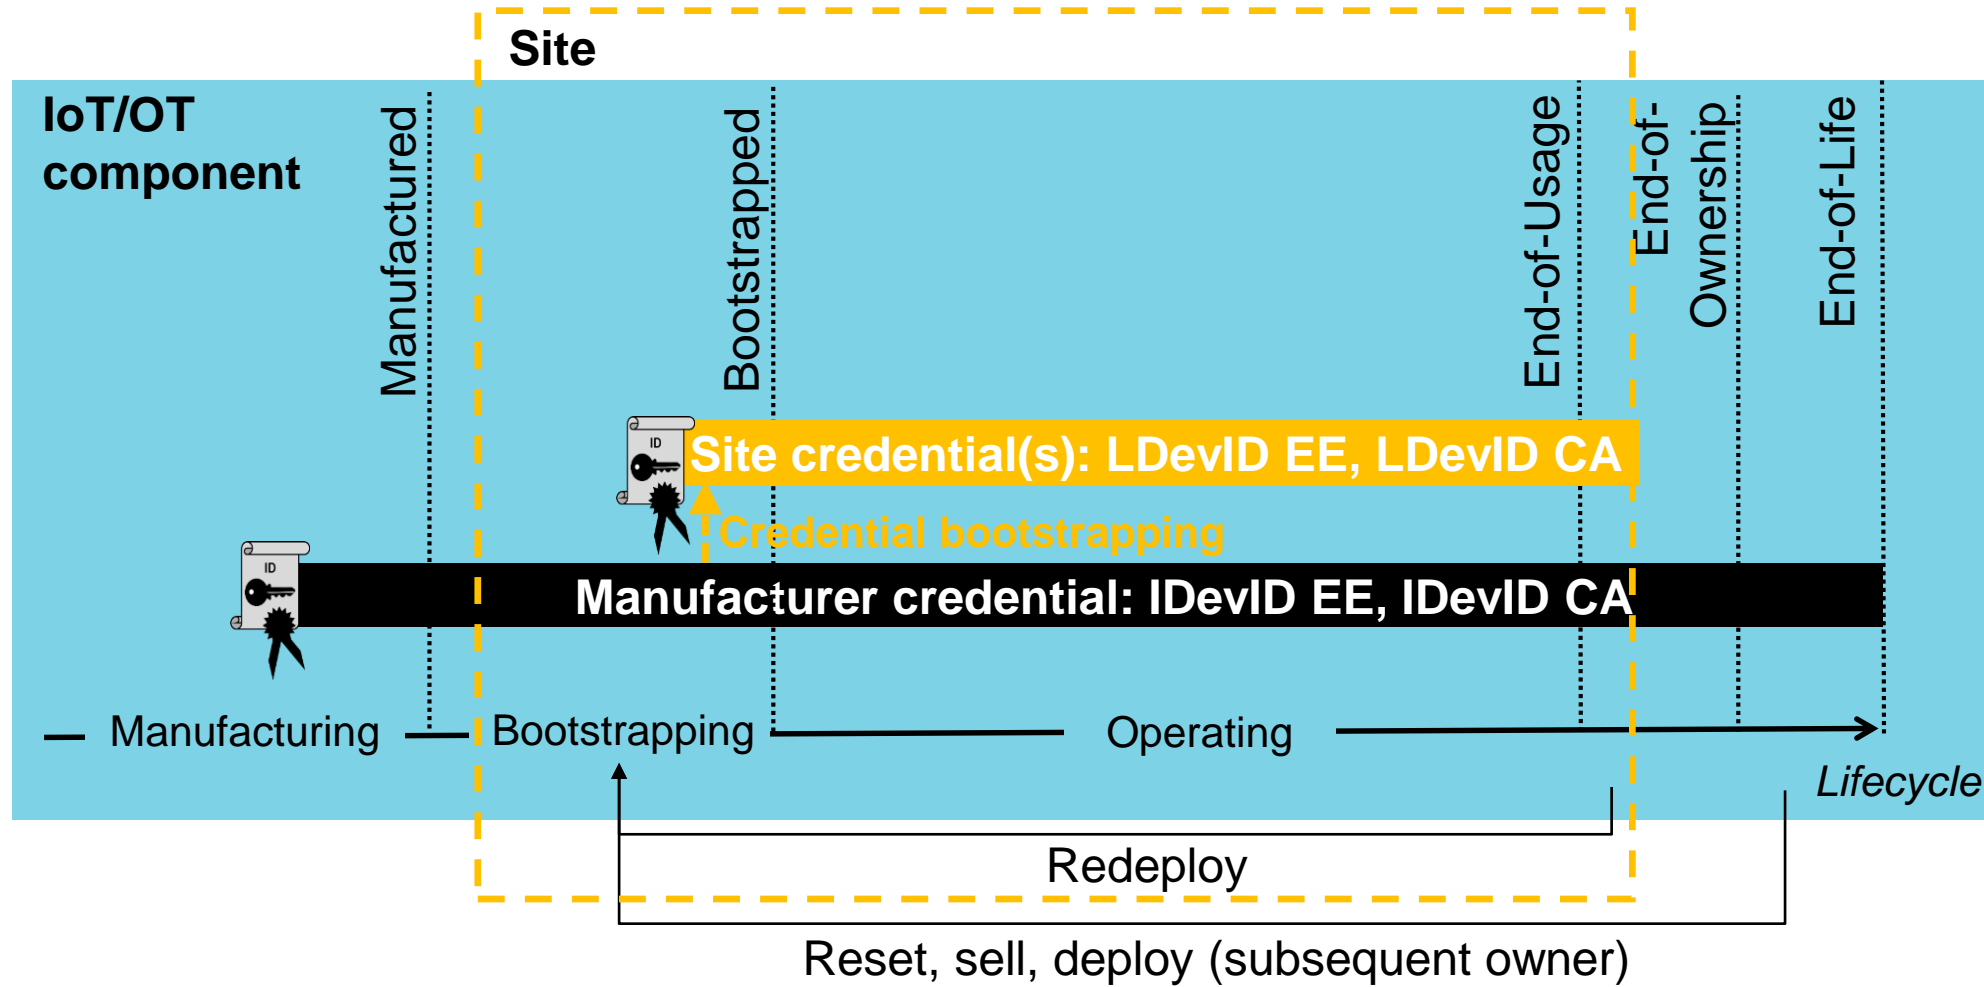 Site
IoT/OT
component
Manufactured
Bootstrapped
End-of-Usage
End-of-
Ownership
End-of-Life
ID
Site credential(s): LDevID EE, LDevID CA
Credential bootstrapping
ID
Manufacturer credential: IDevID EE, IDevID CA
Manufacturing
Bootstrapping
Operating
Lifecycle
Redeploy
Reset, sell, deploy (subsequent owner)